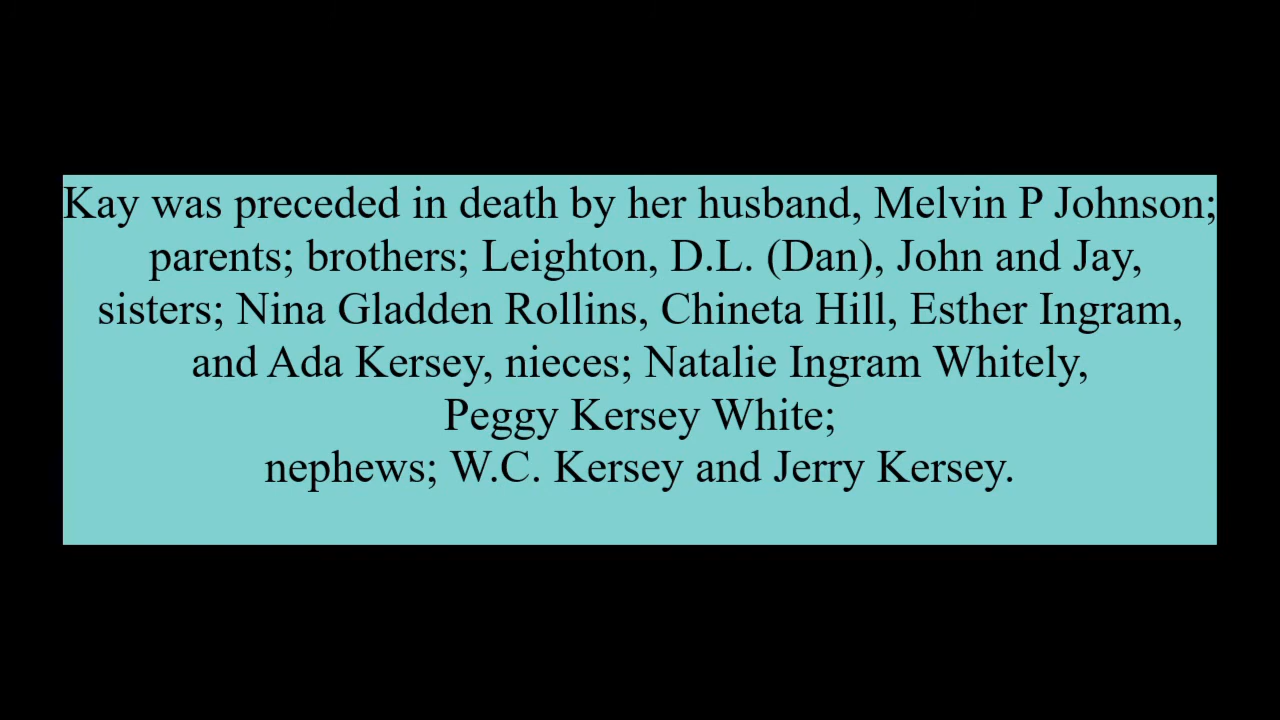 Kay was preceded in death by her husband, Melvin P Johnson;
parents; brothers; Leighton, D.L. (Dan), John and Jay,
sisters; Nina Gladden Rollins, Chineta Hill, Esther Ingram,
and Ada Kersey, nieces; Natalie Ingram Whitely,
Peggy Kersey White;
nephews; W.C. Kersey and Jerry Kersey.